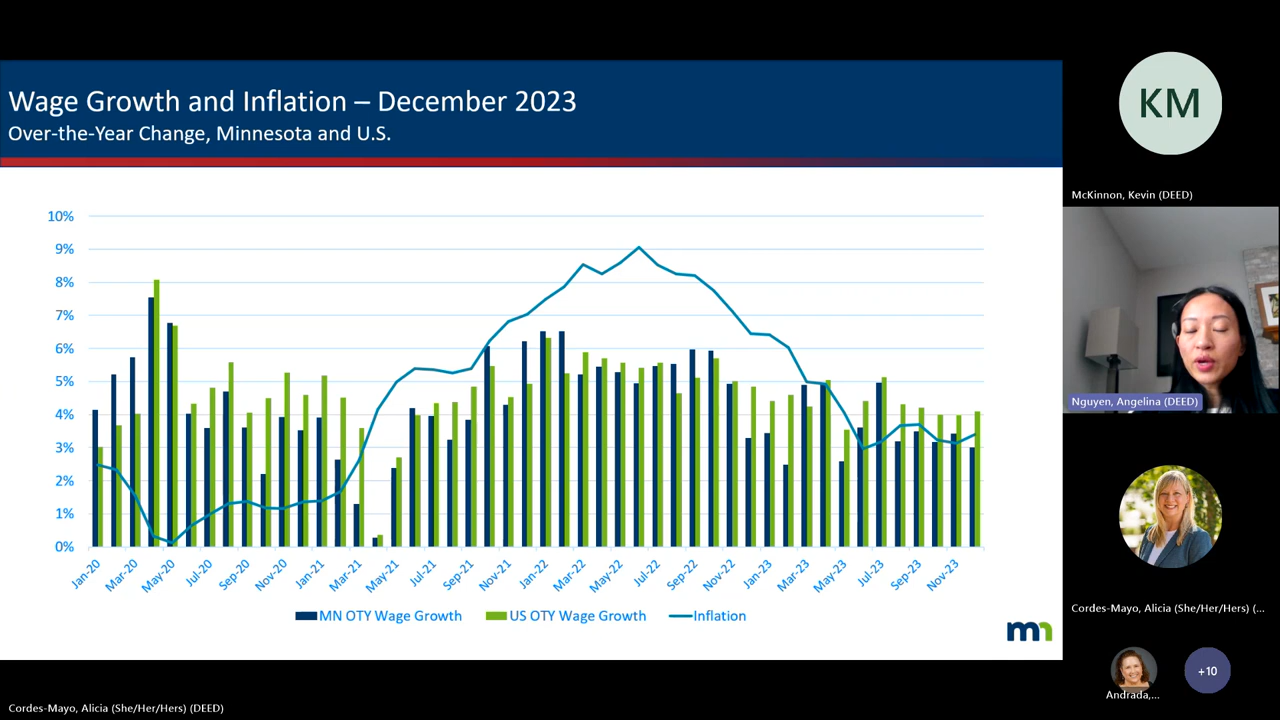 Wage Growth and Inflation – December 2023
Over-the-Year Change, Minnesota and U.S.
10%
9%
8%
7%
6%
5%
4%
3%
2%
1%
0%
Jan-20
Mar-20
May-20
Jul-20
Sep-20
Nov-20
Jan-21
Mar-21
May-21
Jul-21
Sep-21
Nov-21
Jan-22
Mar-22
May-22
Jul-22
Sep-22
Nov-22
Jan-23
Mar-23
May-23
Jul-23
Sep-23
Nov-23
MN OTY Wage Growth
US OTY Wage Growth
Inflation
mn
KM
McKinnon, Kevin (DEED)
Nguyen, Angelina (DEED)
Cordes-Mayo, Alicia (She/Her/Hers) (...
Andrada,...
+10
Cordes-Mayo, Alicia (She/Her/Hers) (DEED)